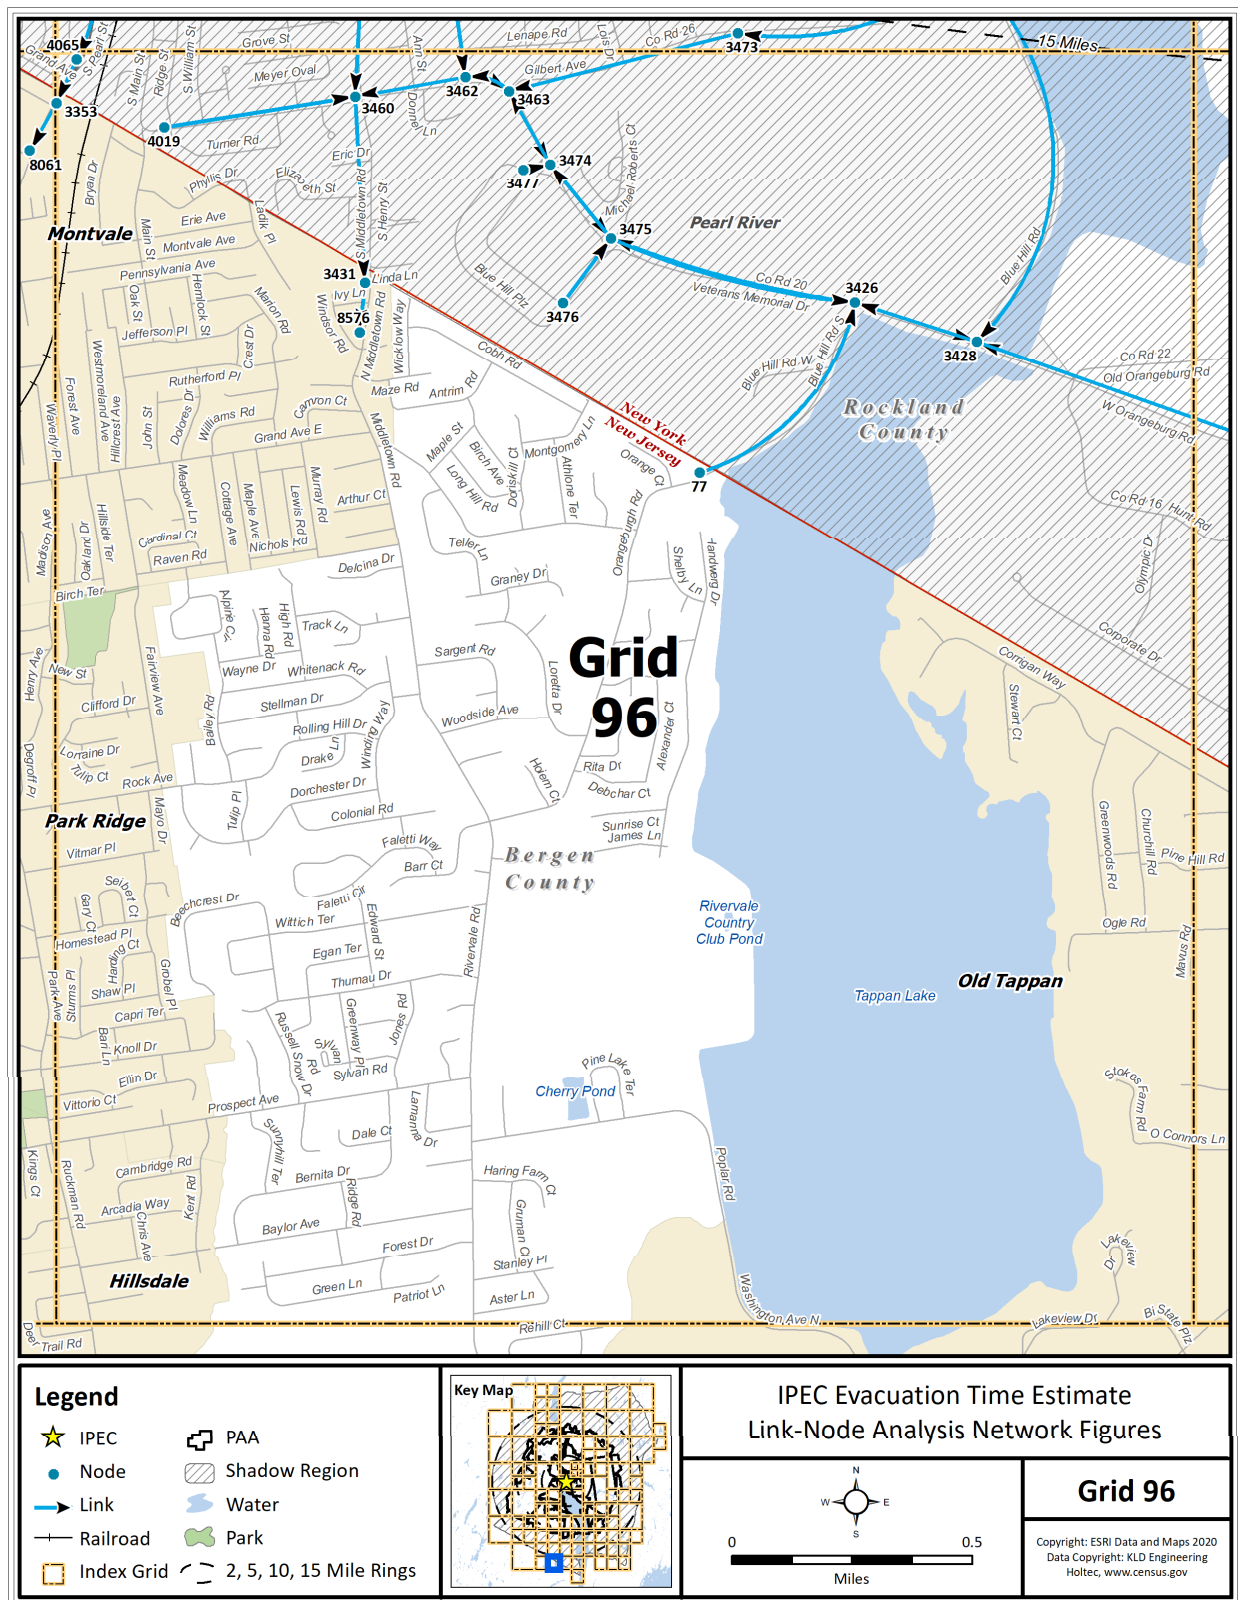 4065
S Pearl St
Grand Ave
S Main St
Ridge St
S William St
Grove St
Meyer Oval
Ann St
Donnel Ln
Lenape Rd
Lois Dr
Gilbert Ave
Co Rd 26
3473
15 Miles
3353
4019
8061
3460
3462
3463
Turner Rd
Eric Dr
Elizabeth St
Phyllis Dr
Bryan Dr
3474
3477
Michael Roberts Ct
S Middletown Rd
S Henry St
Ladik Pl
Erie Ave
Montvale
Main St
Montvale Ave
Pennsylvania Ave
3475
Pearl River
Blue Hill Rd
3431
Linda Ln
Ivy Ln
8576
Windsor Rd
N Middletown Rd
Wicklow Way
Blue Hill Plz
3476
Co Rd 20
Veterans Memorial Dr
3426
3428
Blue Hill Rd W
Blue Hill Rd S
Co Rd 22
Old Orangeburg Rd
W Orangeburg Rd
Oak St
Hemlock St
Marion Rd
Jefferson Pl
Crest Dr
Cobh Rd
Westmoreland Ave
Forest Ave
Waverly Pl
Hillcrest Ave
John St
Dolores Dr
Rutherford Pl
Williams Rd
Canyon Ct
Grand Ave E
Maze Rd
Antrim Rd
Middletown Rd
Maple St
Birch Ave
Long Hill Rd
Doriskill Ct
Montgomery Ln
Athlone Ter
New York
New Jersey
Orange Ct
77
Rockland
County
Co Rd 16
Hunt Rd
Olympic Dr
Corporate Dr
Meadow Ln
Cottage Ave
Maple Ave
Lewis Rd
Murray Rd
Arthur Ct
Madison Ave
Oakland Dr
Hillside Ter
Cardinal Ct
Raven Rd
Nichols Rd
Birch Ter
Delcina Dr
Teller Ln
Graney Dr
Orangeburgh Rd
Shelby Ln
Handwerg Dr
Alpine Cir
Hanna Rd
High Rd
Track Ln
Sargent Rd
Loretta Dr
Grid
96
Corrigan Way
Stewart Ct
Henry Ave
New St
Fairview Ave
Wayne Dr
Whitenack Rd
Clifford Dr
Bailey Rd
Stellman Dr
Rolling Hill Dr
Winding Way
Woodside Ave
Alexander Ct
Degroff Pl
Lorraine Dr
Tulip Ct
Rock Ave
Drake Ln
Dorchester Dr
Hoiem Ct
Rita Dr
Debchar Ct
Park Ridge
Mayo Dr
Tulip Pl
Colonial Rd
Sunrise Ct
James Ln
Greenwoods Rd
Churchill Rd
Pine Hill Rd
Vitmar Pl
Faletti Way
Barr Ct
Bergen
County
Seibet Ct
Gary Ct
Beechcrest Dr
Faletti Cir
Wittich Ter
Edward St
Rivervale Rd
Rivervale
Country
Club Pond
Ogle Rd
Mavus Rd
Homestead Pl
Harding Ct
Egan Ter
Thurnau Dr
Park Ave
Sturms Pl
Shaw Pl
Grobel Pl
Capri Ter
Old Tappan
Tappan Lake
Bari Ln
Knoll Dr
Russell Snow Dr
Sylvan Rd
Greenway Pl
Jones Rd
Sylvan Rd
Ellin Dr
Vittorio Ct
Prospect Ave
Pine Lake Ter
Cherry Pond
Stokes Farm Rd
O Connors Ln
Lamanna Dr
Dale Ct
Sunnyhill Ter
Kings Ct
Ruckman Rd
Cambridge Rd
Bernita Dr
Haring Farm Ct
Poplar Rd
Arcadia Way
Kent Rd
Chris Ave
Ridge Rd
Gruman Ct
Baylor Ave
Forest Dr
Stanley Pl
Lakeview Dr
Hillsdale
Green Ln
Patriot Ln
Aster Ln
Washington Ave N
Lakeview Dr
Bi State Plz
Deer Trail Rd
Rehill Ct
Legend
IPEC
PAA
Node
Shadow Region
Link
Water
Railroad
Park
Index Grid
2, 5, 10, 15 Mile Rings
Key Map
IPEC Evacuation Time Estimate
Link-Node Analysis Network Figures
N
W
E
S
0
0.5
Miles
Grid 96
Copyright: ESRI Data and Maps 2020
Data Copyright: KLD Engineering
Holtec, www.census.gov